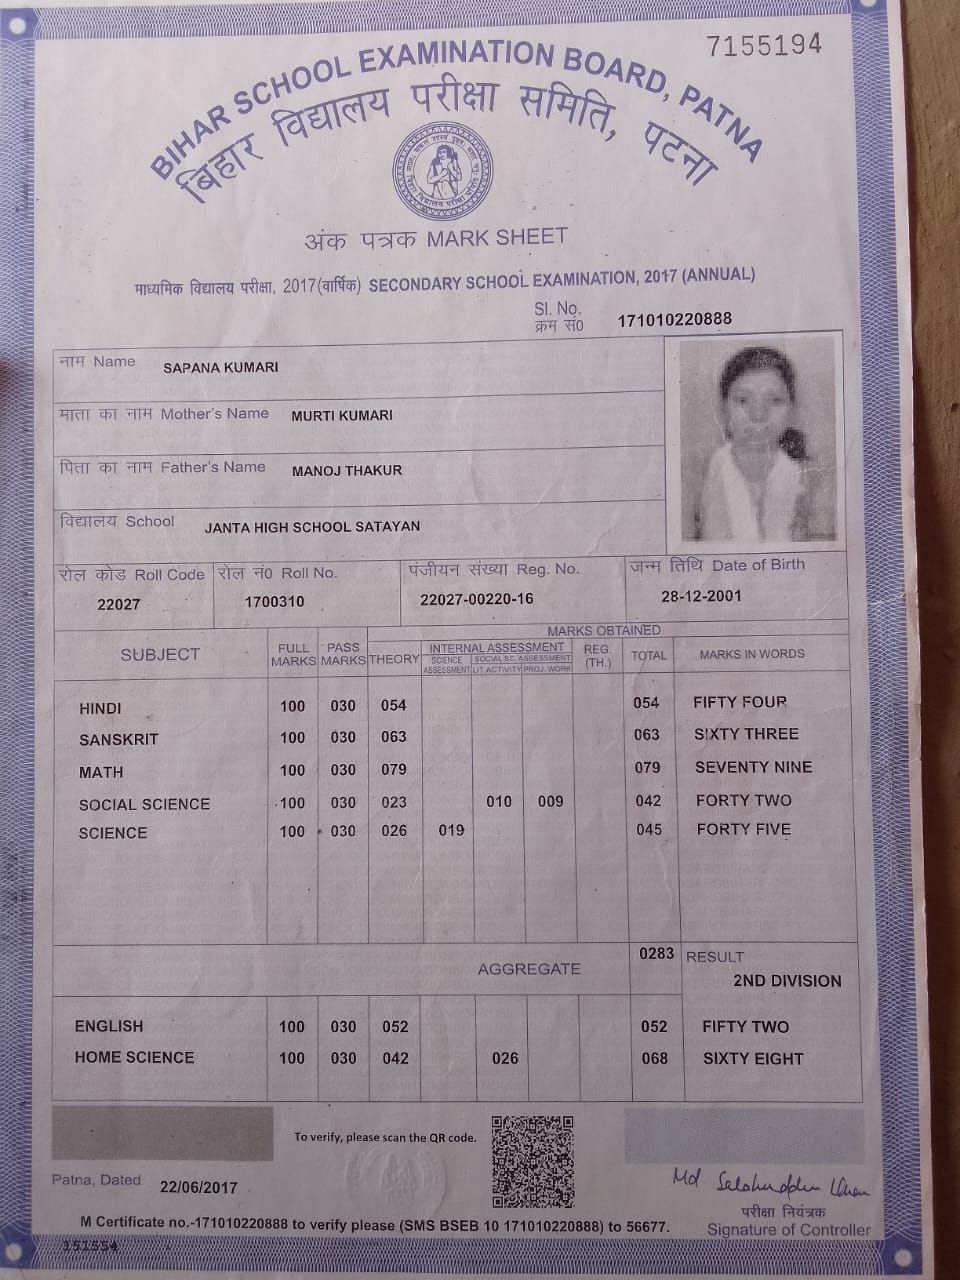 7155194
BIHAR SCHOOL EXAMINATION BOARD, PATNA
बिहार विद्यालय परीक्षा समिति, पटना
अंक पत्रक MARK SHEET
माध्यमिक विद्यालय परीक्षा, 2017(वार्षिक) SECONDARY SCHOOL EXAMINATION, 2017 (ANNUAL)
Sl. No.
क्रम सं0 171010220888
नाम Name SAPANA KUMARI
माता का नाम Mother's Name MURTI KUMARI
पिता का नाम Father's Name MANOJ THAKUR
विद्यालय School JANTA HIGH SCHOOL SATAYAN
रोल कोड Roll Code रोल नं0 Roll No. पंजीयन संख्या Reg. No. जन्म तिथि Date of Birth
22027 1700310 22027-00220-16 28-12-2001
MARKS OBTAINED
SUBJECT FULL MARKS PASS MARKS THEORY INTERNAL ASSESSMENT REG. (TH.) TOTAL MARKS IN WORDS
SCIENCE ASSESSMENT SOCIAL SC. ASSESSMENT
LIT ACTIVITY PROJ. WORK
HINDI 100 030 054 054 FIFTY FOUR
SANSKRIT 100 030 063 063 SIXTY THREE
MATH 100 030 079 079 SEVENTY NINE
SOCIAL SCIENCE 100 030 023 010 009 042 FORTY TWO
SCIENCE 100 030 026 019 045 FORTY FIVE
AGGREGATE 0283 RESULT
2ND DIVISION
ENGLISH 100 030 052 052 FIFTY TWO
HOME SCIENCE 100 030 042 026 068 SIXTY EIGHT
To verify, please scan the QR code.
Patna, Dated 22/06/2017
Md Salahuddin Khan
परीक्षा नियंत्रक
Signature of Controller
M Certificate no.-171010220888 to verify please (SMS BSEB 10 171010220888) to 56677.
151554